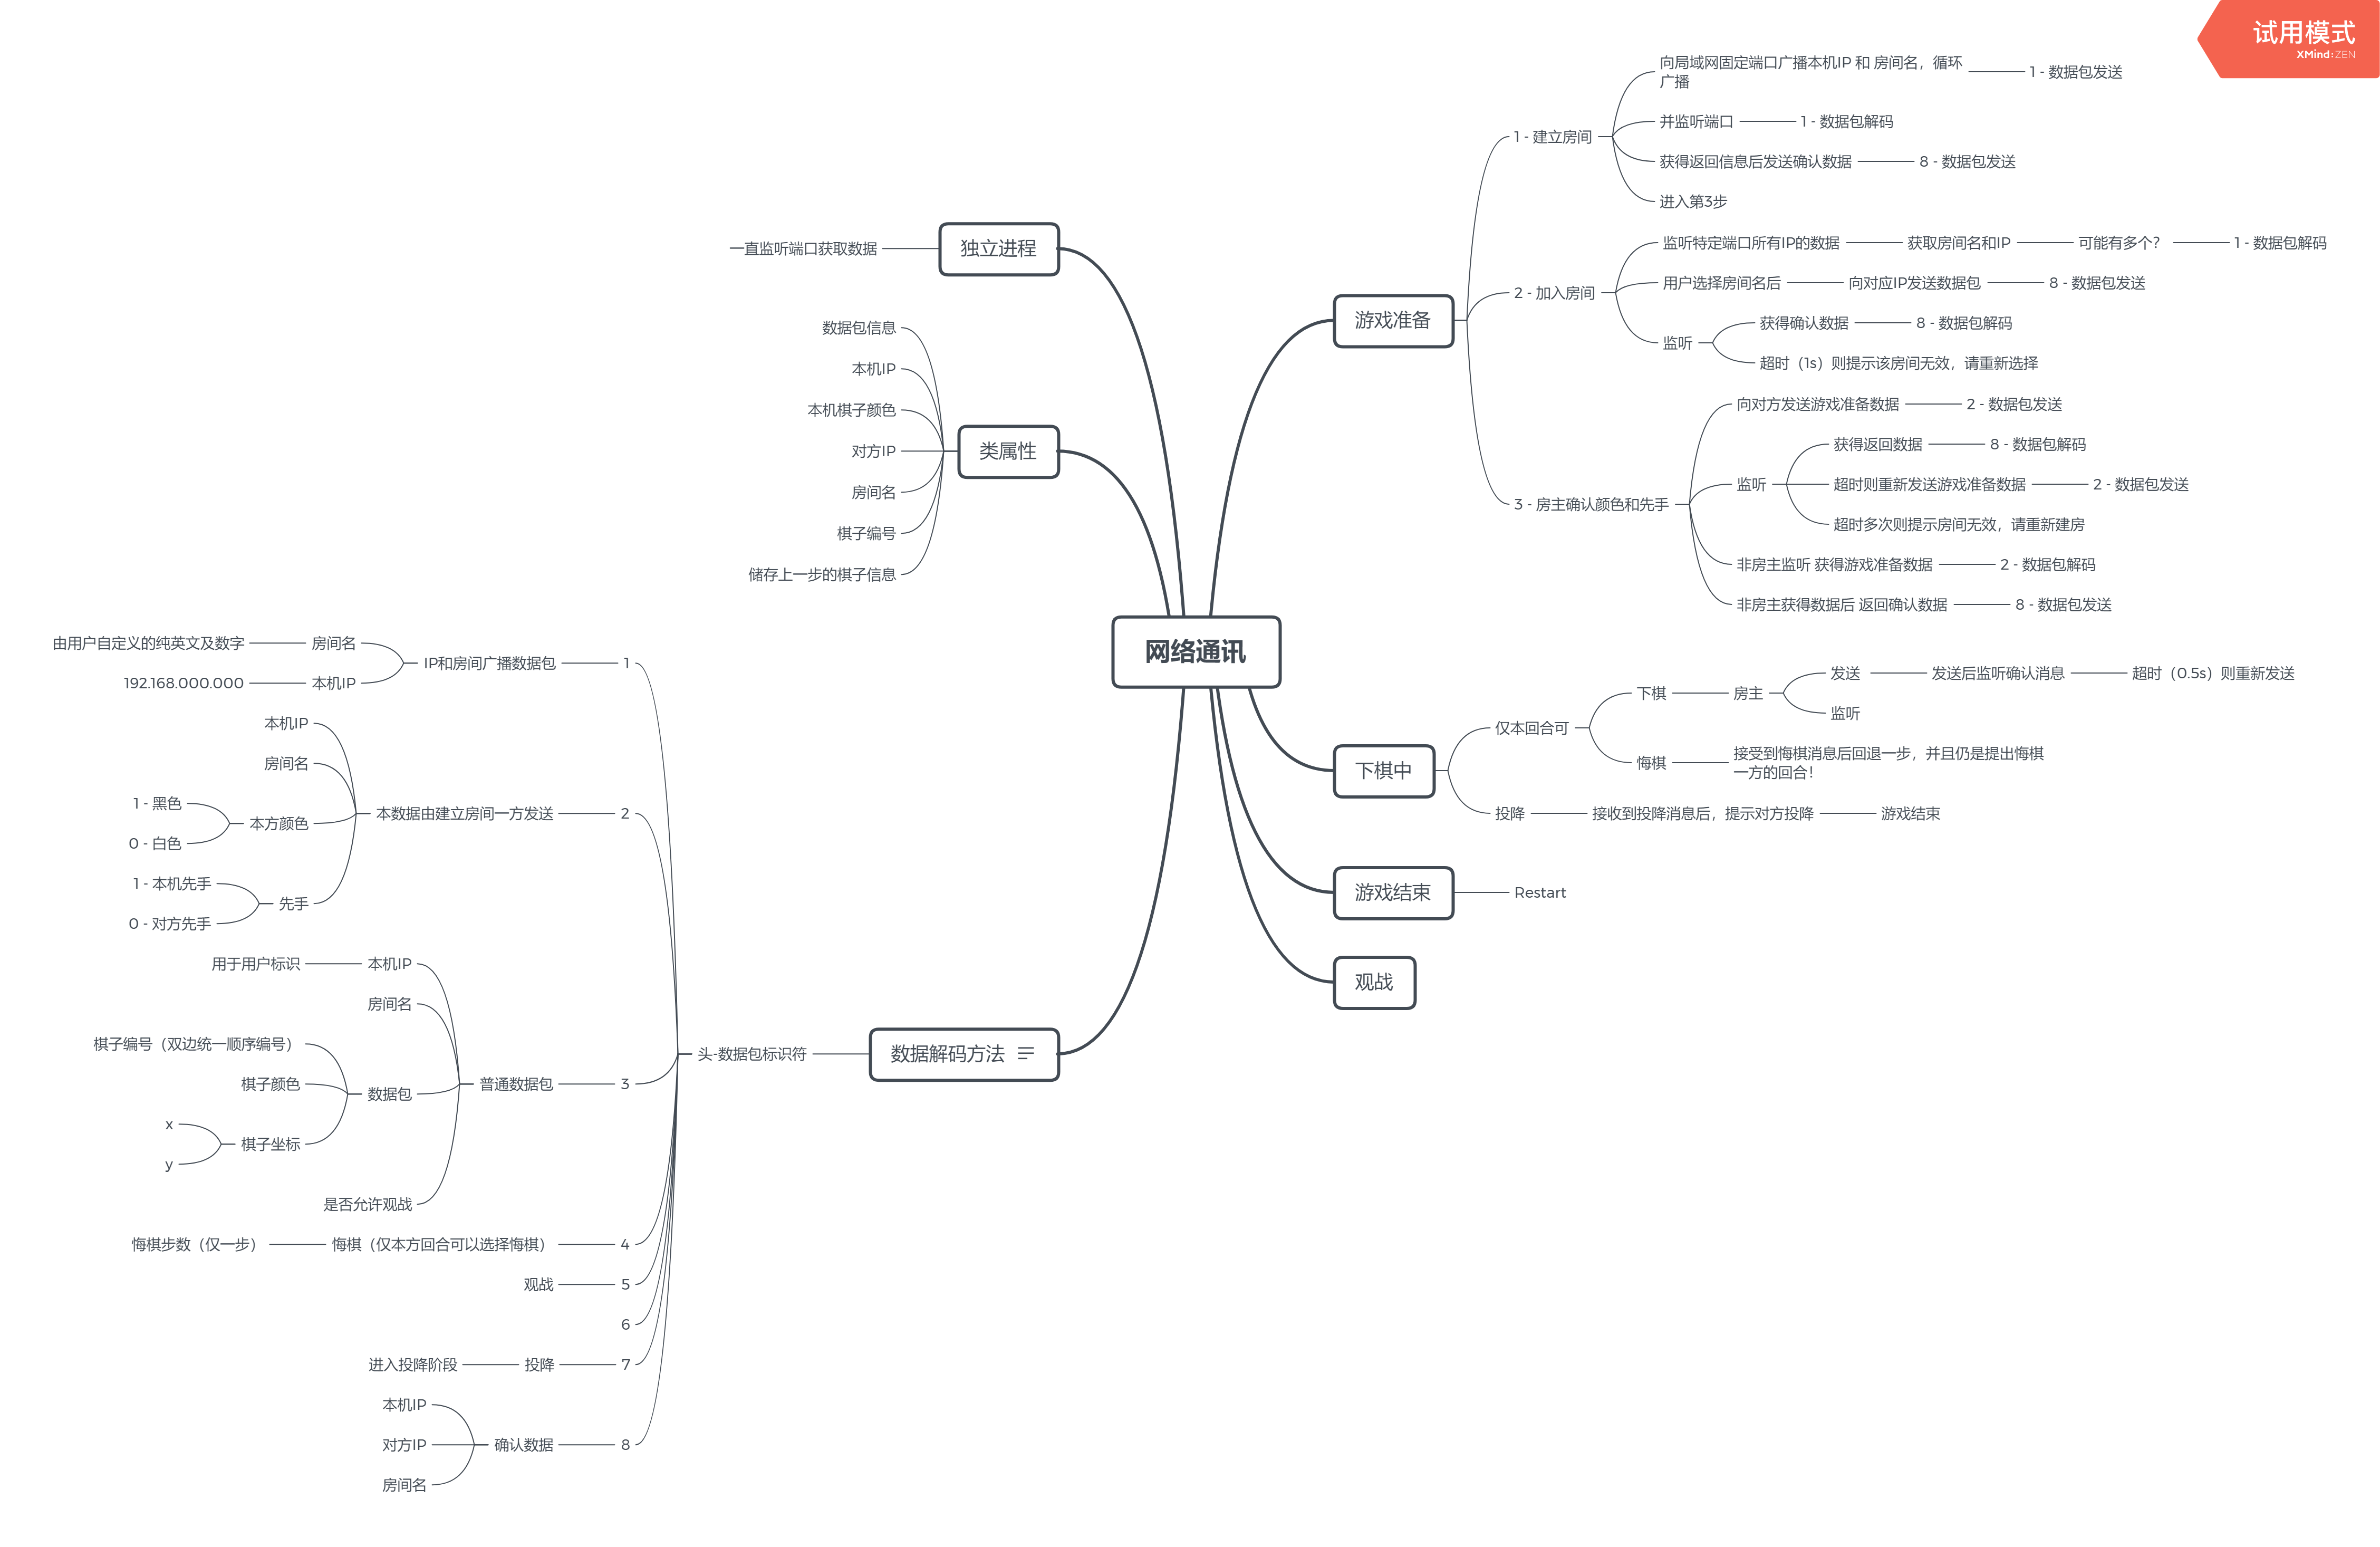 试用模式
XMind:ZEN
网络通讯
游戏准备
1 - 建立房间
向局域网固定端口广播本机IP 和 房间名，循环
广播
1 - 数据包发送
并监听端口
1 - 数据包解码
获得返回信息后发送确认数据
8 - 数据包发送
进入第3步
2 - 加入房间
监听特定端口所有IP的数据
获取房间名和IP
可能有多个？
1 - 数据包解码
用户选择房间名后
向对应IP发送数据包
8 - 数据包发送
监听
获得确认数据
8 - 数据包解码
超时（1s）则提示该房间无效，请重新选择
3 - 房主确认颜色和先手
向对方发送游戏准备数据
2 - 数据包发送
监听
获得返回数据
8 - 数据包解码
超时则重新发送游戏准备数据
2 - 数据包发送
超时多次则提示房间无效，请重新建房
非房主监听 获得游戏准备数据
2 - 数据包解码
非房主获得数据后 返回确认数据
8 - 数据包发送
下棋中
仅本回合可
下棋
房主
发送
发送后监听确认消息
超时（0.5s）则重新发送
监听
悔棋
接受到悔棋消息后回退一步，并且仍是提出悔棋
一方的回合！
投降
接收到投降消息后，提示对方投降
游戏结束
游戏结束
Restart
观战
独立进程
一直监听端口获取数据
类属性
数据包信息
本机IP
本机棋子颜色
对方IP
房间名
棋子编号
储存上一步的棋子信息
数据解码方法
头-数据包标识符
1
IP和房间广播数据包
房间名
由用户自定义的纯英文及数字
本机IP
192.168.000.000
2
本数据由建立房间一方发送
本机IP
房间名
本方颜色
1 - 黑色
0 - 白色
先手
1 - 本机先手
0 - 对方先手
3
普通数据包
本机IP
用于用户标识
房间名
数据包
棋子编号（双边统一顺序编号）
棋子颜色
棋子坐标
x
y
是否允许观战
4
悔棋（仅本方回合可以选择悔棋）
悔棋步数（仅一步）
5
观战
6
7
投降
进入投降阶段
8
确认数据
本机IP
对方IP
房间名